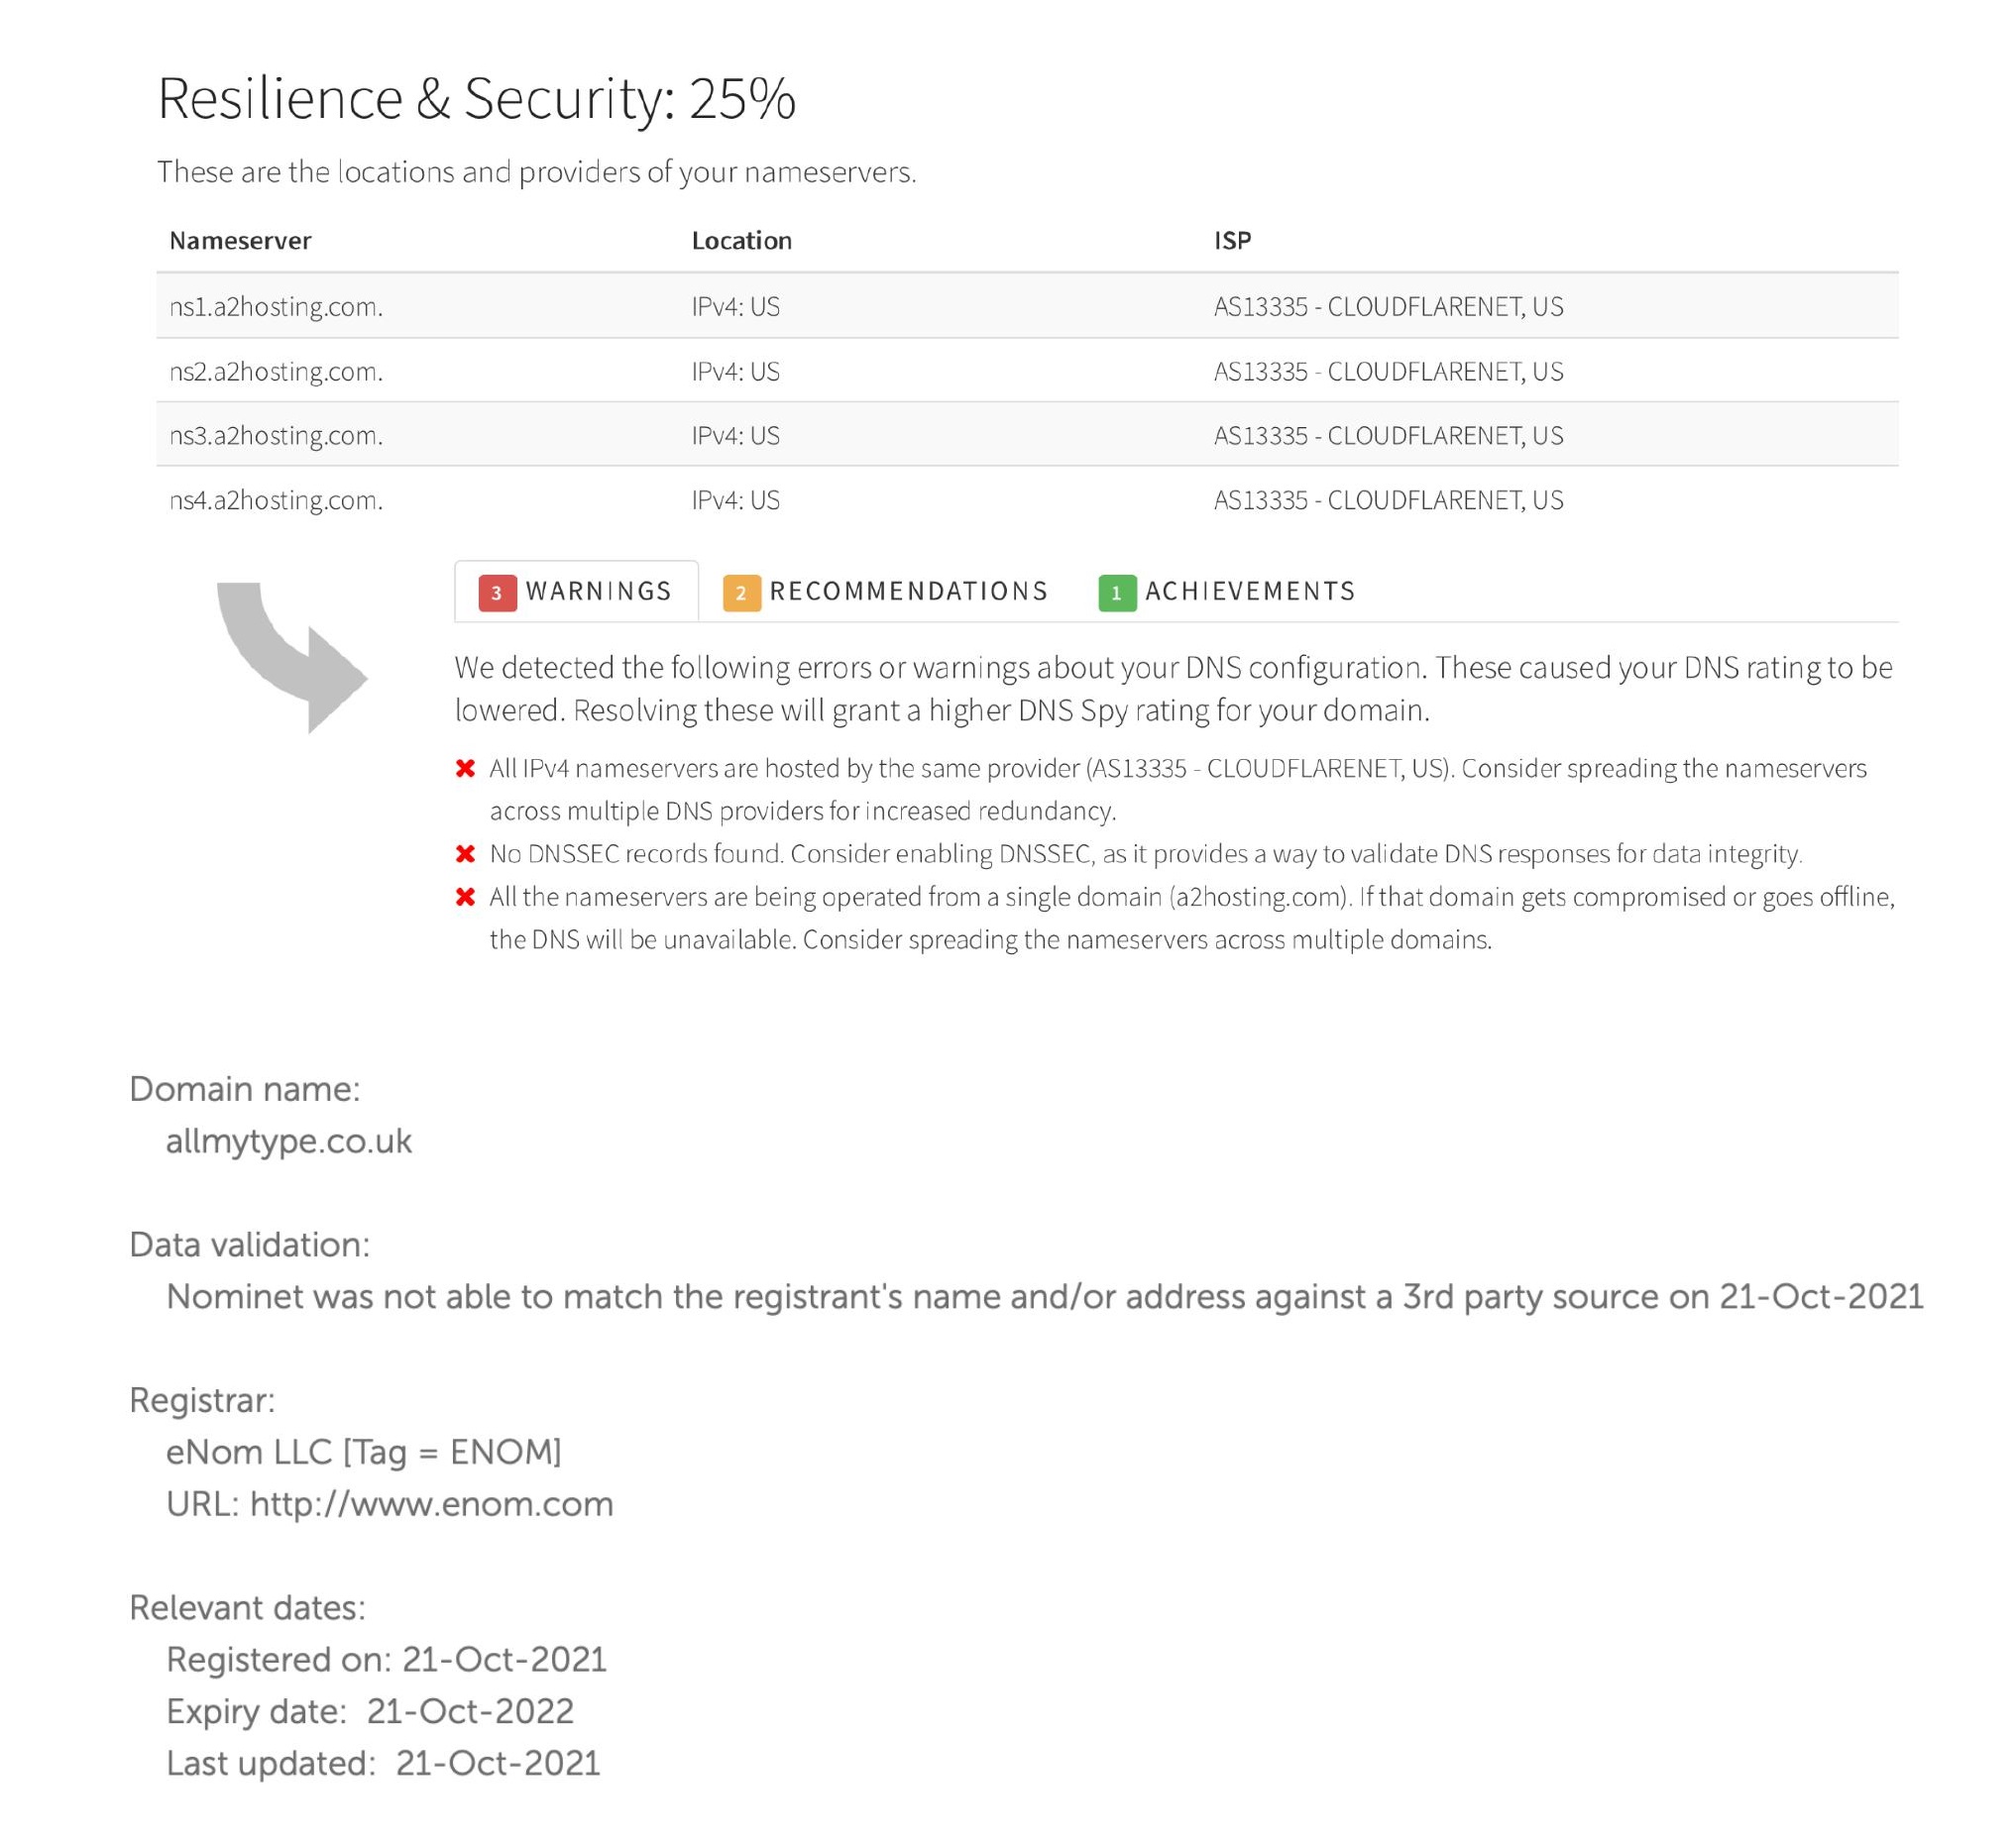 Resilience & Security: 25%
These are the locations and providers of your nameservers.
Nameserver Location ISP
ns1.a2hosting.com. IPv4: US AS13335 - CLOUDFLARENET, US
ns2.a2hosting.com. IPv4: US AS13335 - CLOUDFLARENET, US
ns3.a2hosting.com. IPv4: US AS13335 - CLOUDFLARENET, US
ns4.a2hosting.com. IPv4: US AS13335 - CLOUDFLARENET, US
3 WARNINGS 2 RECOMMENDATIONS 1 ACHIEVEMENTS
We detected the following errors or warnings about your DNS configuration. These caused your DNS rating to be
lowered. Resolving these will grant a higher DNS Spy rating for your domain.
All IPv4 nameservers are hosted by the same provider (AS13335 - CLOUDFLARENET, US). Consider spreading the nameservers
across multiple DNS providers for increased redundancy.
No DNSSEC records found. Consider enabling DNSSEC, as it provides a way to validate DNS responses for data integrity.
All the nameservers are being operated from a single domain (a2hosting.com). If that domain gets compromised or goes offline,
the DNS will be unavailable. Consider spreading the nameservers across multiple domains.
Domain name:
allmytype.co.uk
Data validation:
Nominet was not able to match the registrant's name and/or address against a 3rd party source on 21-Oct-2021
Registrar:
eNom LLC [Tag = ENOM]
URL: http://www.enom.com
Relevant dates:
Registered on: 21-Oct-2021
Expiry date: 21-Oct-2022
Last updated: 21-Oct-2021